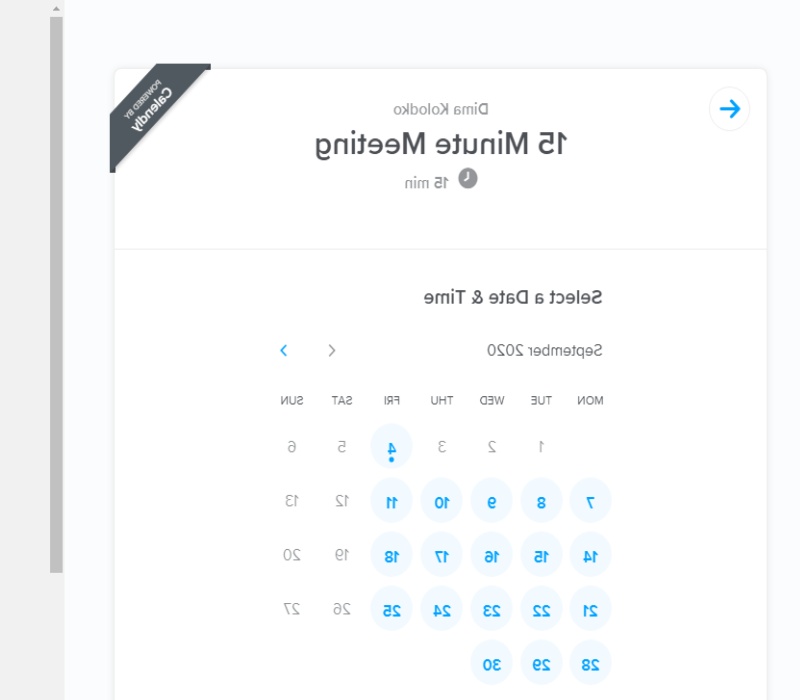 POWERED BY
Calendly
Dima Kolodko
15 Minute Meeting
15 min
Select a Date & Time
September 2020
MON TUE WED THU FRI SAT SUN
1 2 3 4 5 6
7 8 9 10 11 12 13
14 15 16 17 18 19 20
21 22 23 24 25 26 27
28 29 30